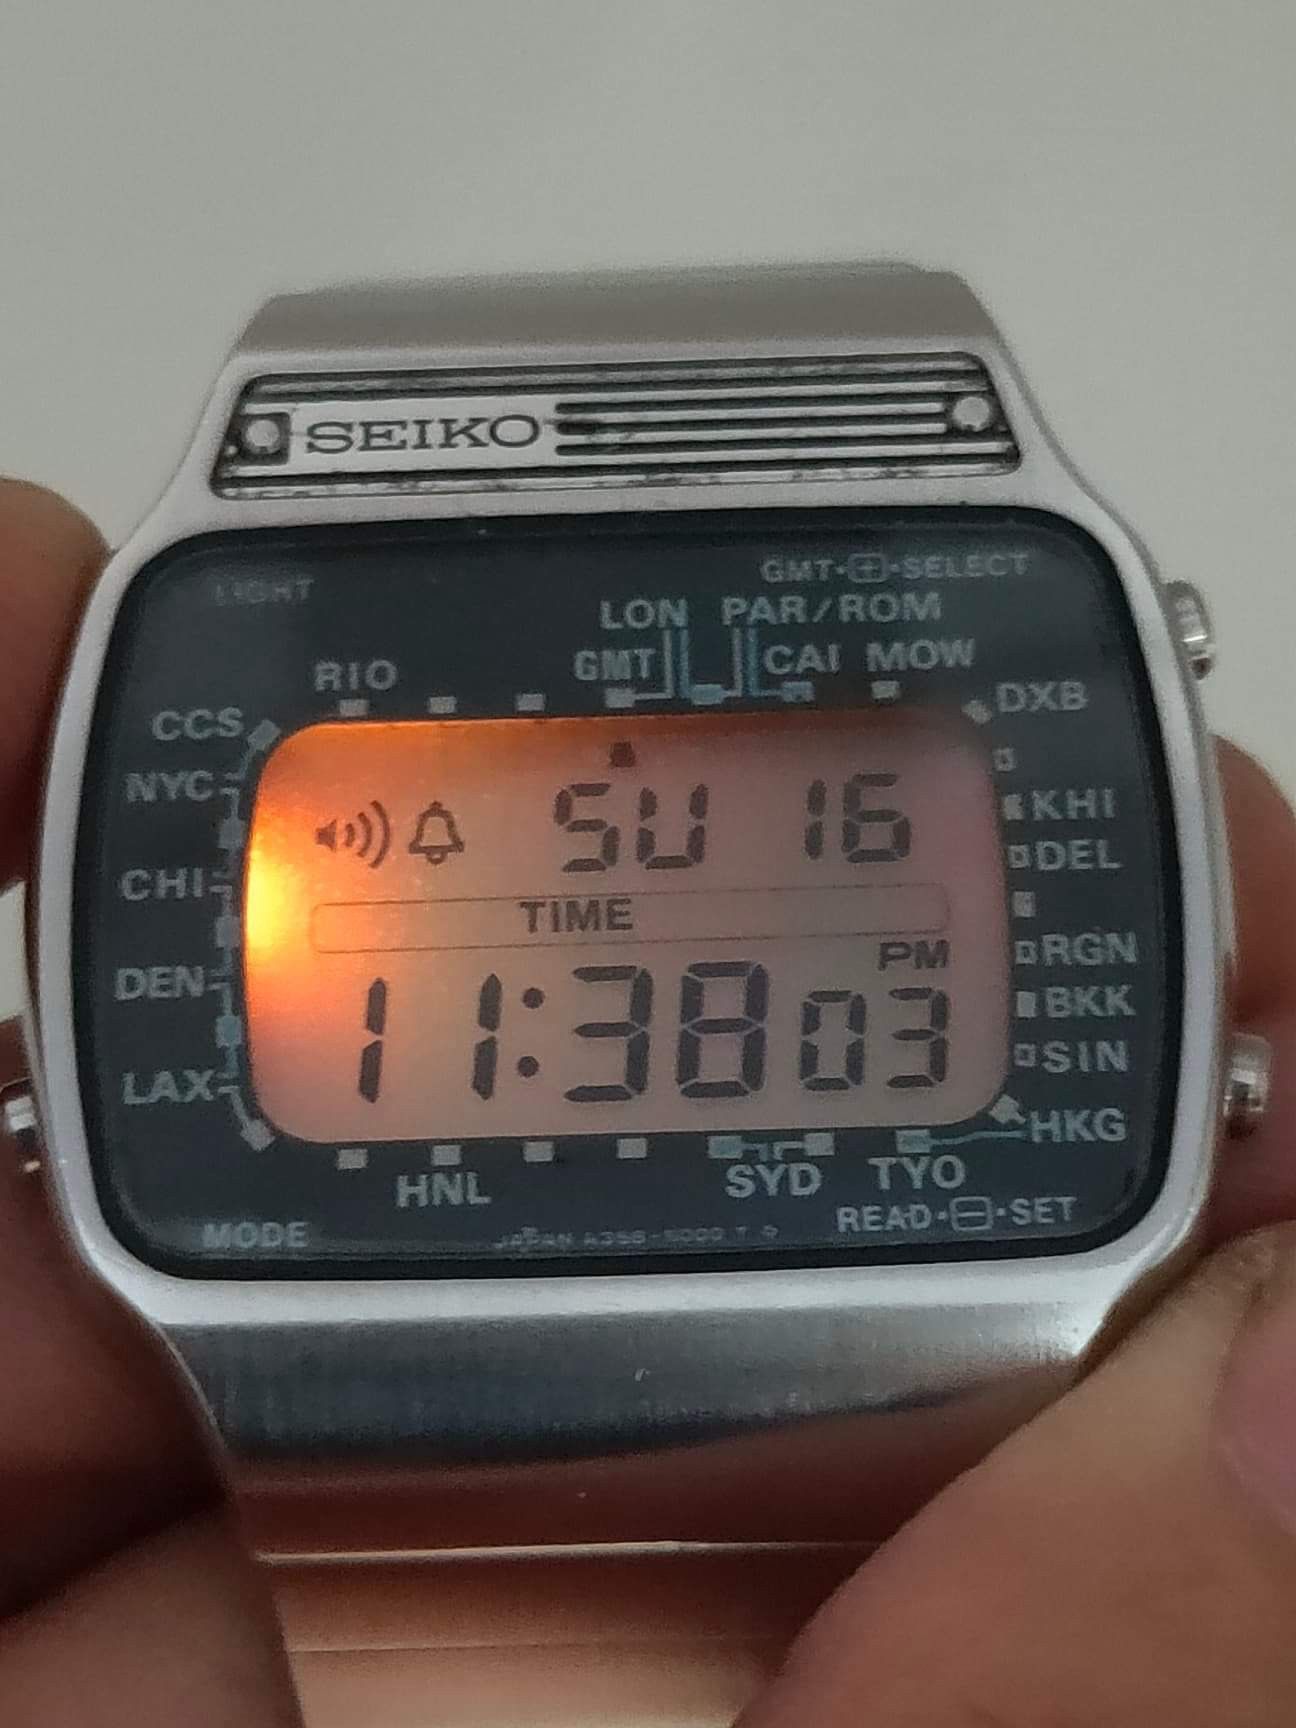 SEIKO
LIGHT
GMT·+·SELECT
LON PAR/ROM
RIO GMT CAI MOW
CCS DXB
NYC
KHI
SU 16
CHI DEL
TIME
PM RGN
DEN BKK
11:38 03
SIN
LAX
HKG
HNL SYD TYO
READ·−·SET
MODE
JAPAN